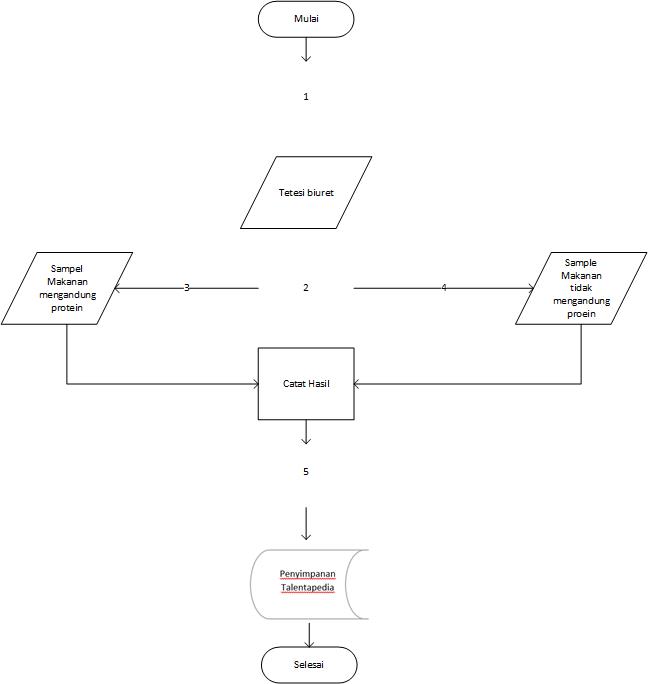 Mulai
1
Tetesi biuret
Sampel
Makanan
mengandung
protein
3
2
4
Sample
Makanan
tidak
mengandung
proein
Catat Hasil
5
Penyimpanan
Talentapedia
Selesai